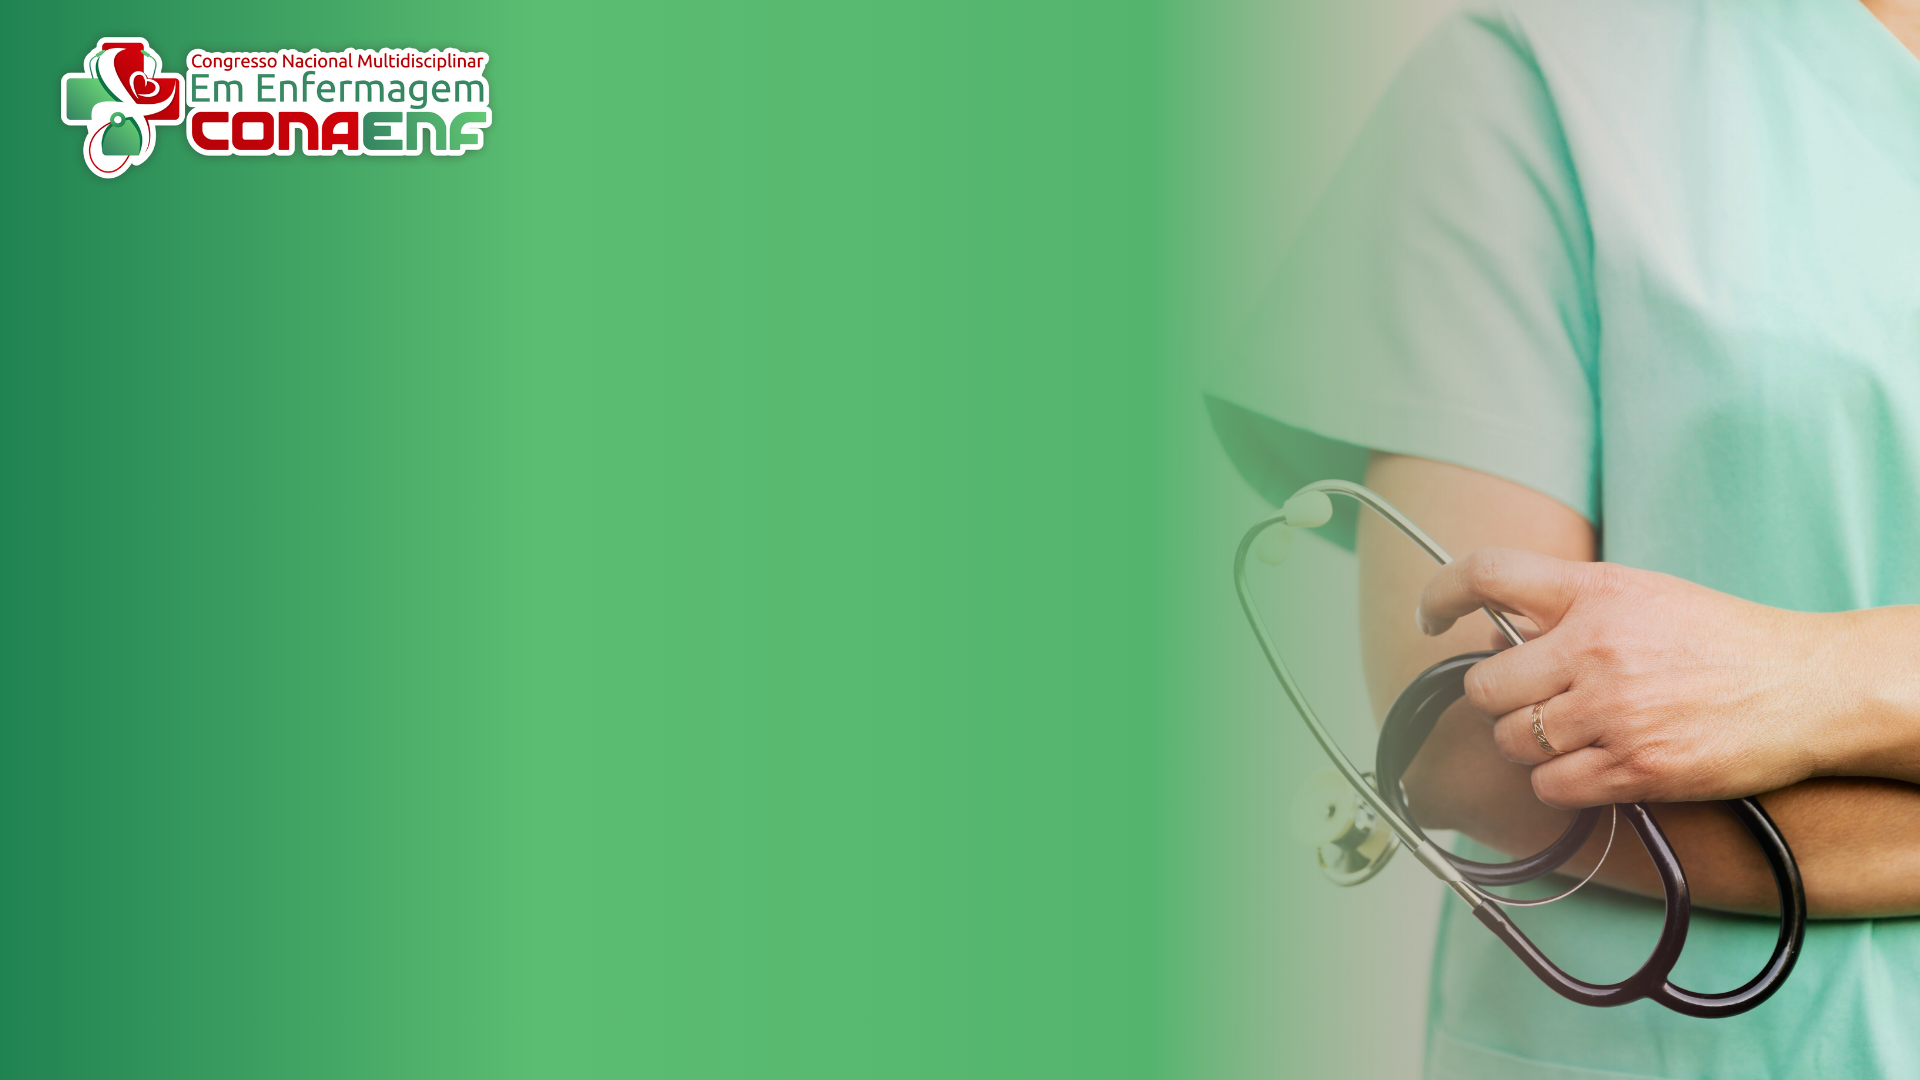 Congresso Nacional Multidisciplinar
Em Enfermagem
CONAENF